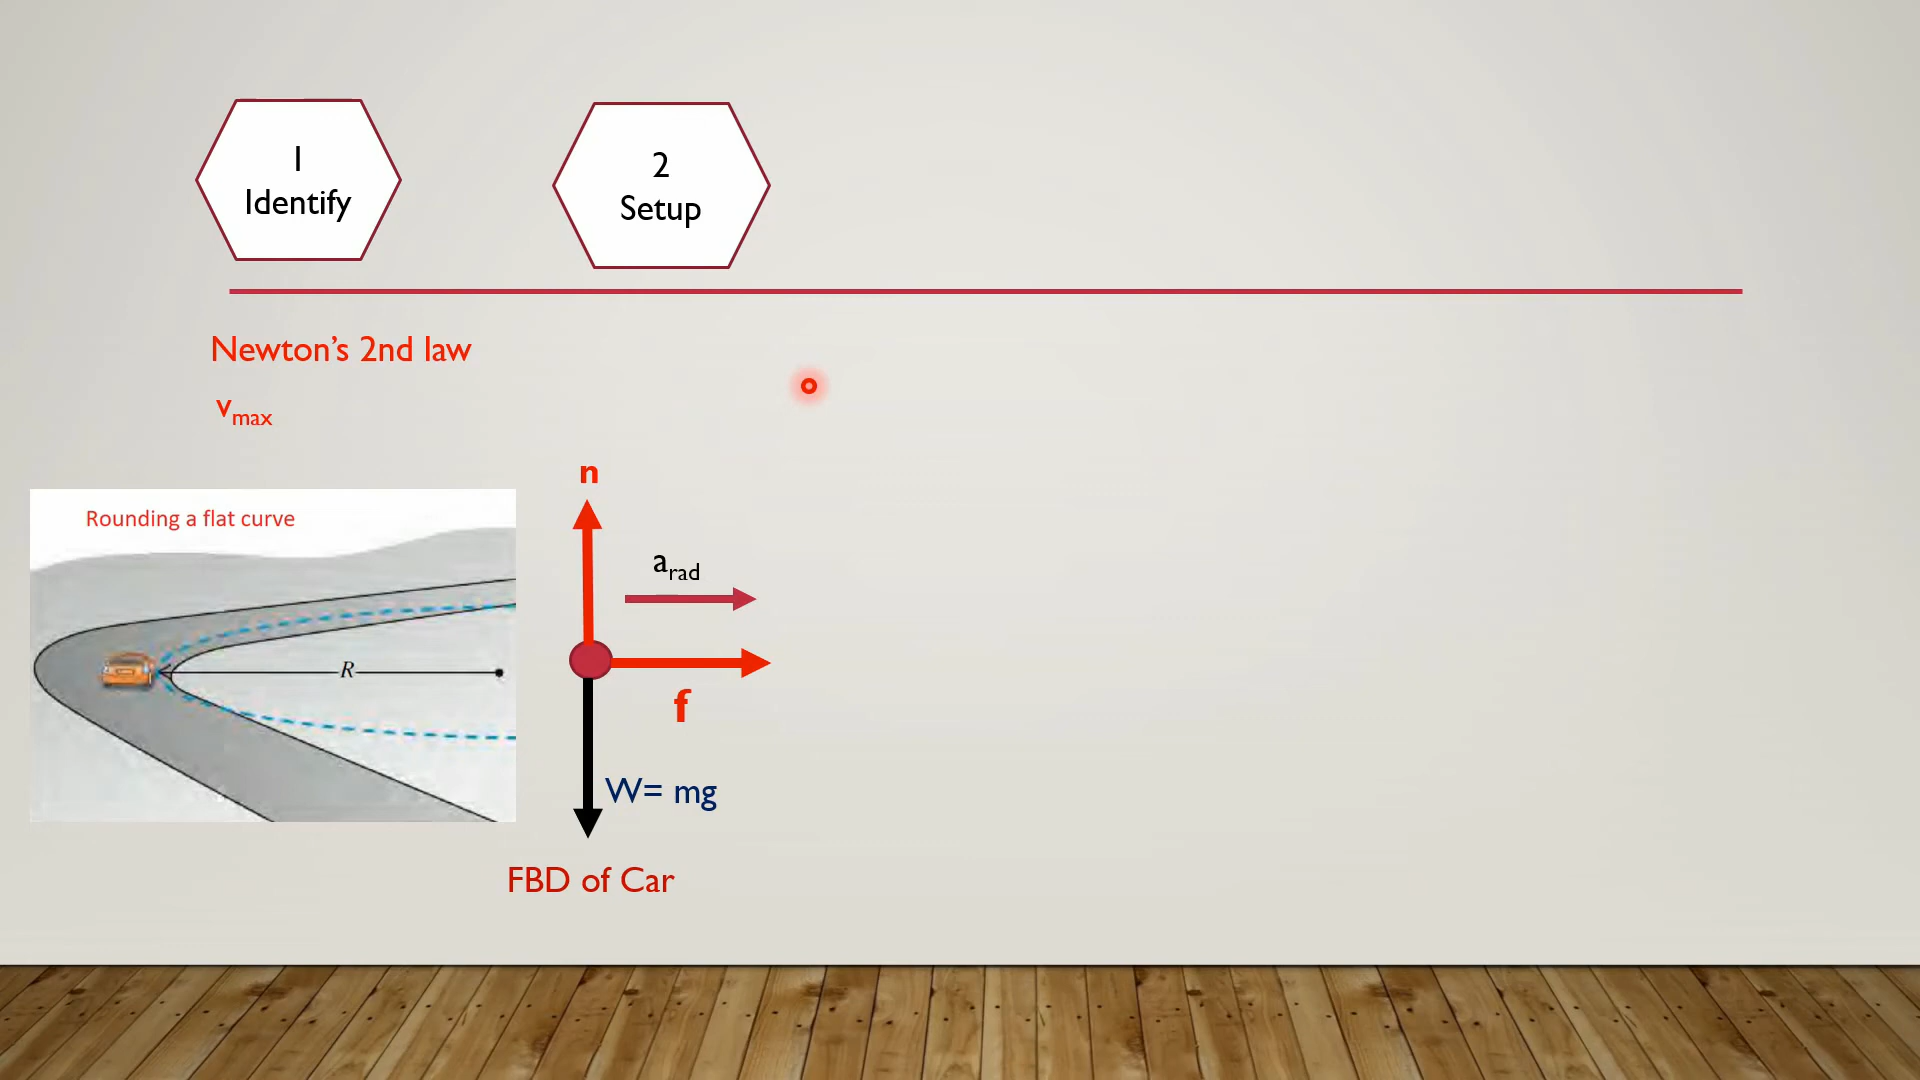 1
Identify
2
Setup
Newton’s 2nd law
vmax
n
Rounding a flat curve
arad
R
f
W= mg
FBD of Car